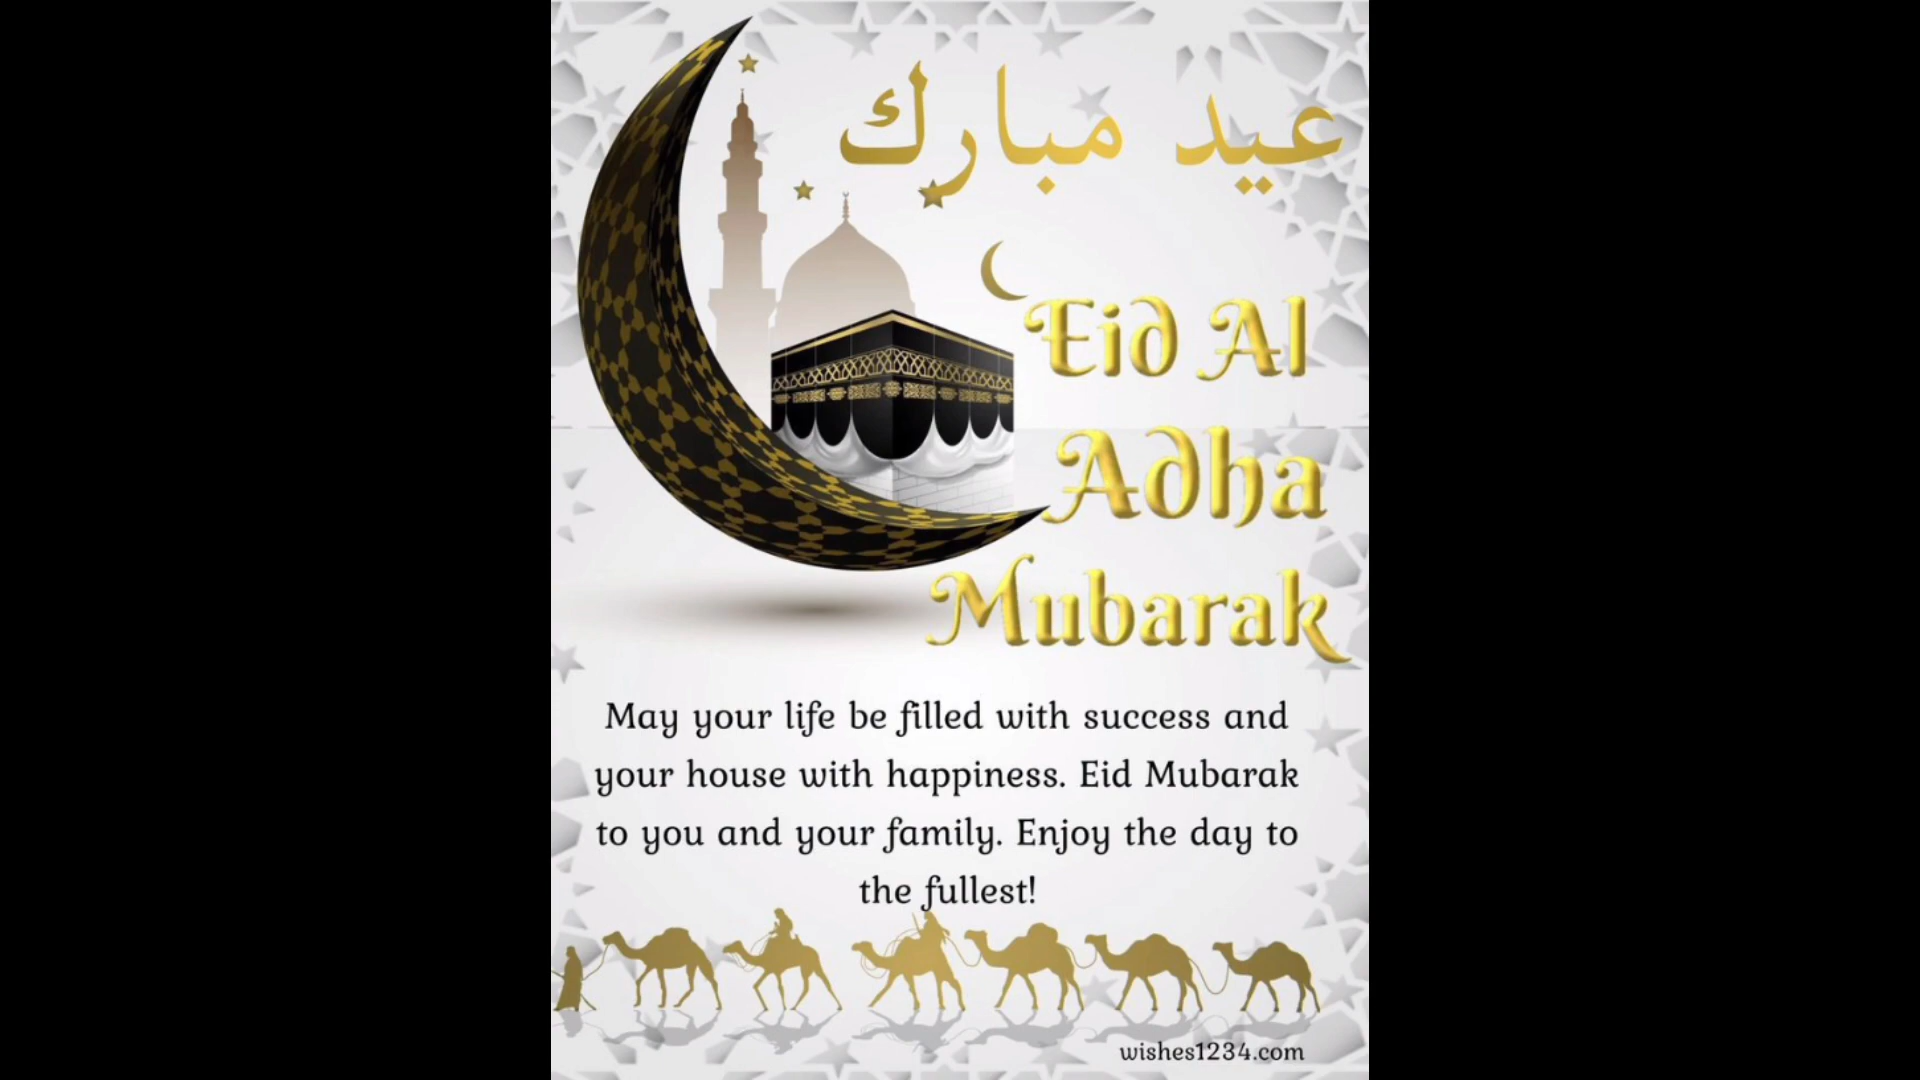 عيد مبارك
Eid Al
Adha
Mubarak
May your life be filled with success and
your house with happiness. Eid Mubarak
to you and your family. Enjoy the day to
the fullest!
wishes1234.com